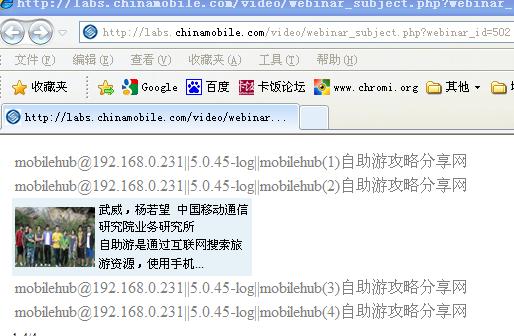 http://labs.chinamobile.com/video/webinar_subject.php?webinar_
http://labs.chinamobile.com/video/webinar_subject.php?webinar_id=502
文件(F) 编辑(E) 查看(V) 收藏夹(A) 工具(T) 帮助(H)
收藏夹 Google 百度 卡饭论坛 www.chromi.org 其他
http://labs.chinamobile.com/video/webinar...
mobilehub@192.168.0.231||5.0.45-log||mobilehub(1)自助游攻略分享网
mobilehub@192.168.0.231||5.0.45-log||mobilehub(2)自助游攻略分享网
武威，杨若望 中国移动通信
研究院业务研究所
自助游是通过互联网搜索旅
游资源，使用手机...
mobilehub@192.168.0.231||5.0.45-log||mobilehub(3)自助游攻略分享网
mobilehub@192.168.0.231||5.0.45-log||mobilehub(4)自助游攻略分享网